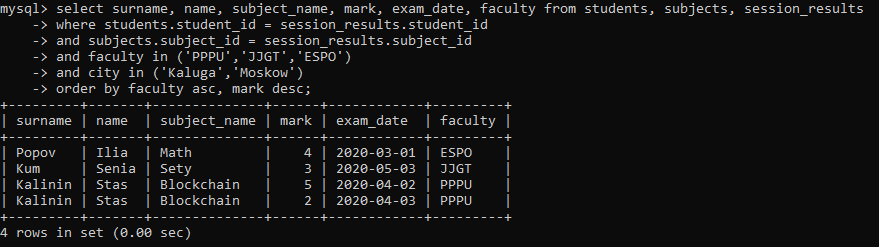 mysql> select surname, name, subject_name, mark, exam_date, faculty from students, subjects, session_results
    -> where students.student_id = session_results.student_id
    -> and subjects.subject_id = session_results.subject_id
    -> and faculty in ('PPPU','JJGT','ESPO')
    -> and city in ('Kaluga','Moskow')
    -> order by faculty asc, mark desc;
+---------+-------+--------------+------+------------+---------+
| surname | name  | subject_name | mark | exam_date  | faculty |
+---------+-------+--------------+------+------------+---------+
| Popov   | Ilia  | Math         |    4 | 2020-03-01 | ESPO    |
| Kum     | Senia | Sety         |    3 | 2020-05-03 | JJGT    |
| Kalinin | Stas  | Blockchain   |    5 | 2020-04-02 | PPPU    |
| Kalinin | Stas  | Blockchain   |    2 | 2020-04-03 | PPPU    |
+---------+-------+--------------+------+------------+---------+
4 rows in set (0.00 sec)